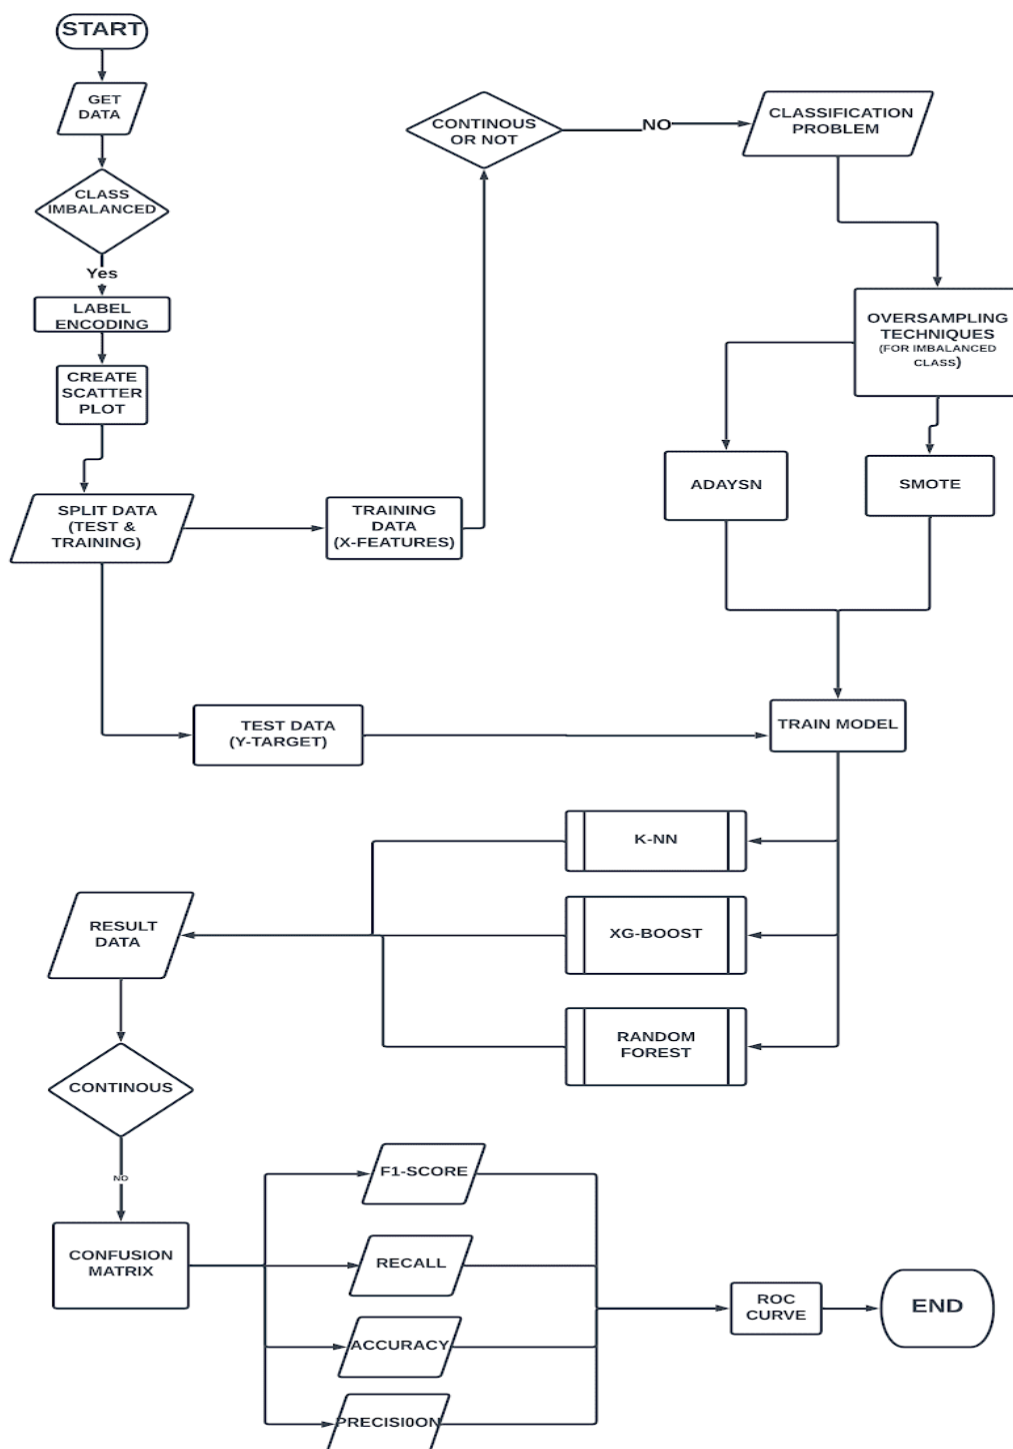 START
GET
DATA
CLASS
IMBALANCED
Yes
LABEL
ENCODING
CREATE
SCATTER
PLOT
SPLIT DATA
(TEST &
TRAINING)
TRAINING
DATA
(X-FEATURES)
CONTINOUS
OR NOT
NO
CLASSIFICATION
PROBLEM
OVERSAMPLING
TECHNIQUES
(FOR IMBALANCED
CLASS)
ADAYSN
SMOTE
TEST DATA
(Y-TARGET)
TRAIN MODEL
K-NN
XG-BOOST
RANDOM
FOREST
RESULT
DATA
CONTINOUS
NO
CONFUSION
MATRIX
F1-SCORE
RECALL
ACCURACY
PRECISI0ON
ROC
CURVE
END